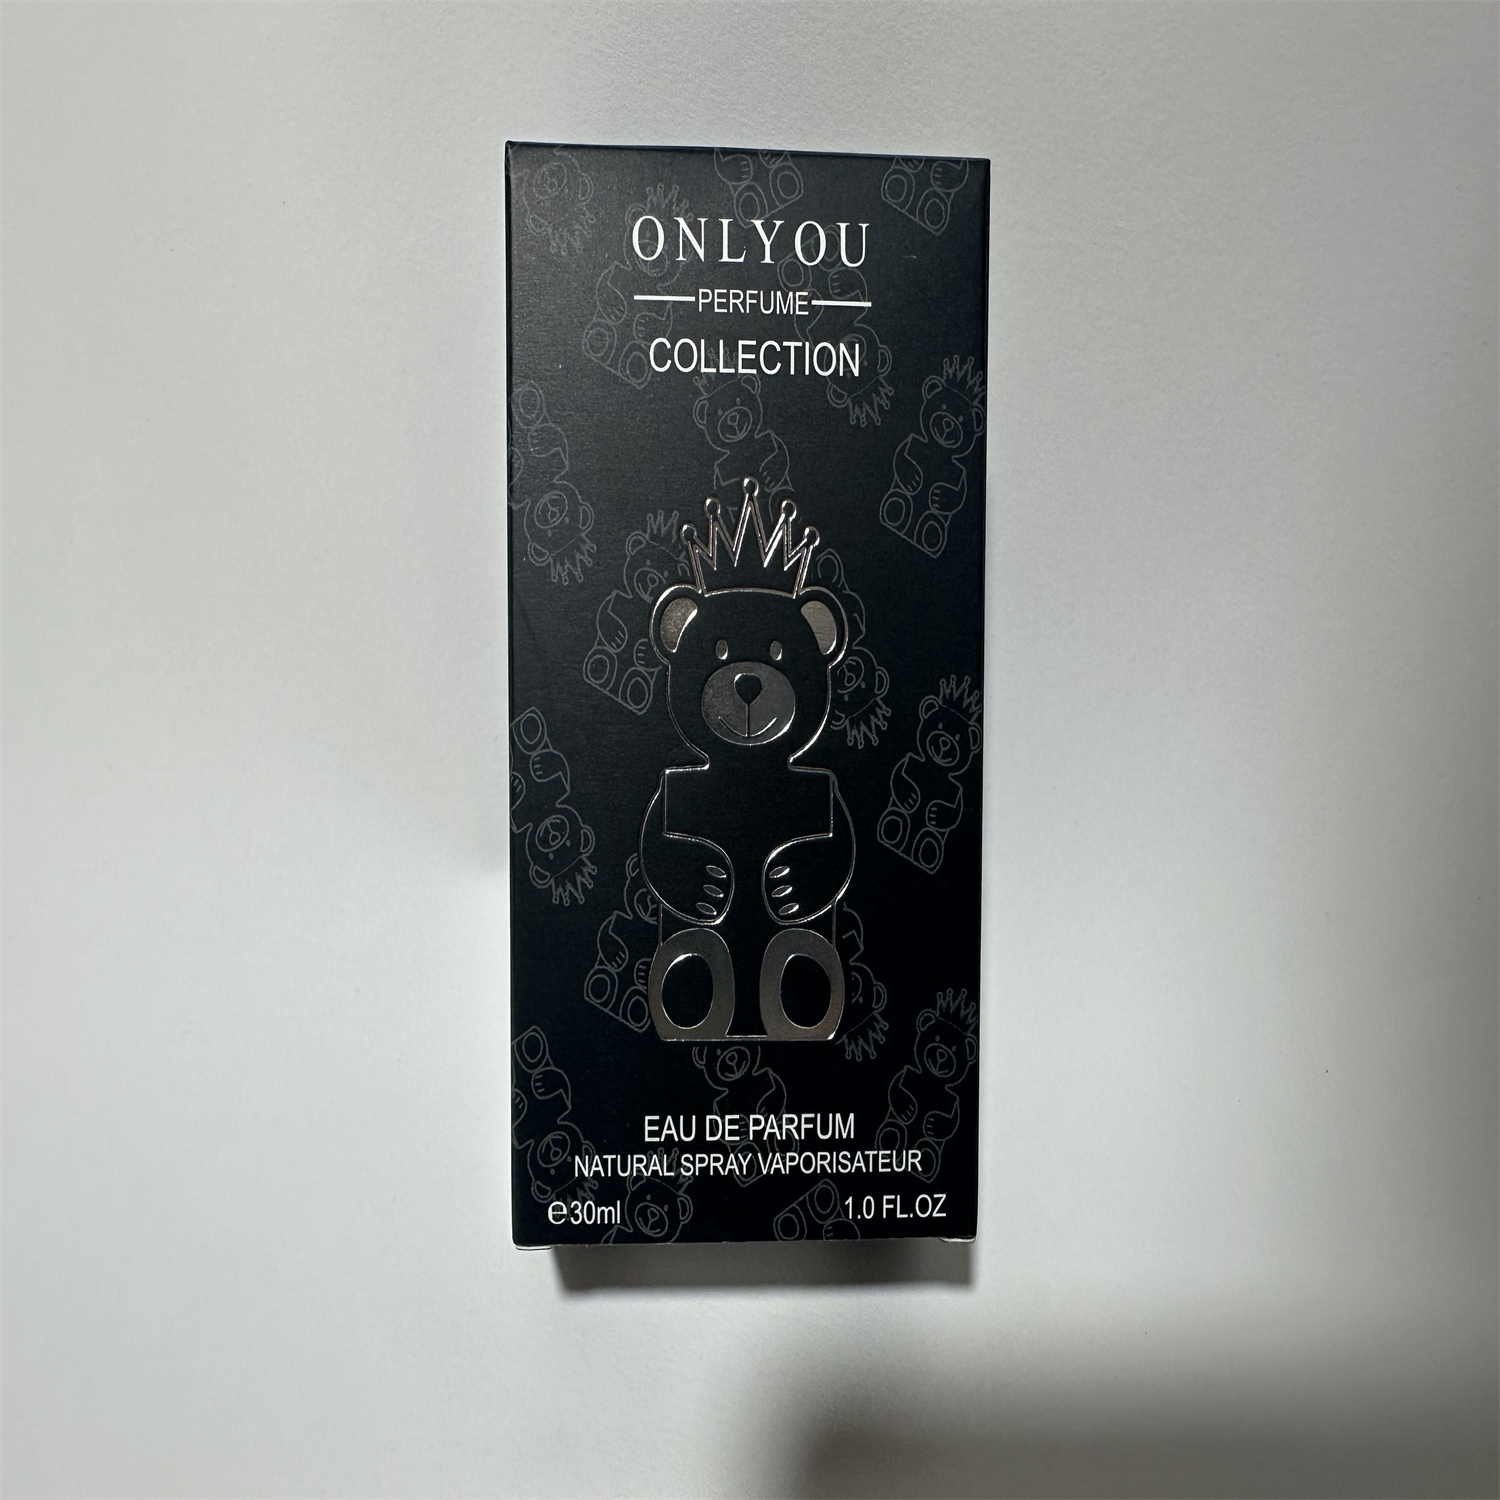 ONLYOU
PERFUME
COLLECTION
EAU DE PARFUM
NATURAL SPRAY VAPORISATEUR
℮30ml 1.0 FL.OZ